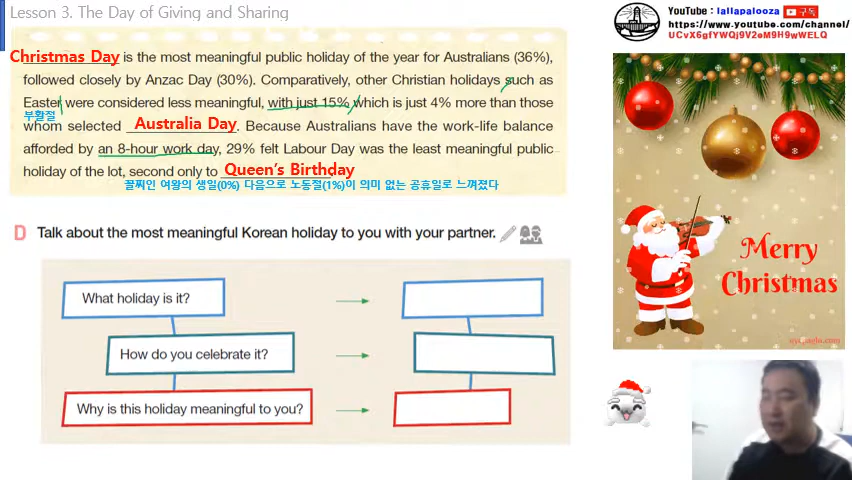 Lesson 3. The Day of Giving and Sharing
YouTube : lallapalooza 구독
https://www.youtube.com/channel/
UCvX6gfYWQj9V2eM9H9wWELQ
Christmas Day is the most meaningful public holiday of the year for Australians (36%),
followed closely by Anzac Day (30%). Comparatively, other Christian holidays such as
Easter were considered less meaningful, with just 15% which is just 4% more than those
부활절
whom selected Australia Day. Because Australians have the work-life balance
afforded by an 8-hour work day, 29% felt Labour Day was the least meaningful public
holiday of the lot, second only to Queen's Birthday
꼴찌인 여왕의 생일(0%) 다음으로 노동절(1%)이 의미 없는 공휴일로 느껴졌다
D Talk about the most meaningful Korean holiday to you with your partner.
What holiday is it?
How do you celebrate it?
Why is this holiday meaningful to you?
Merry
Christmas